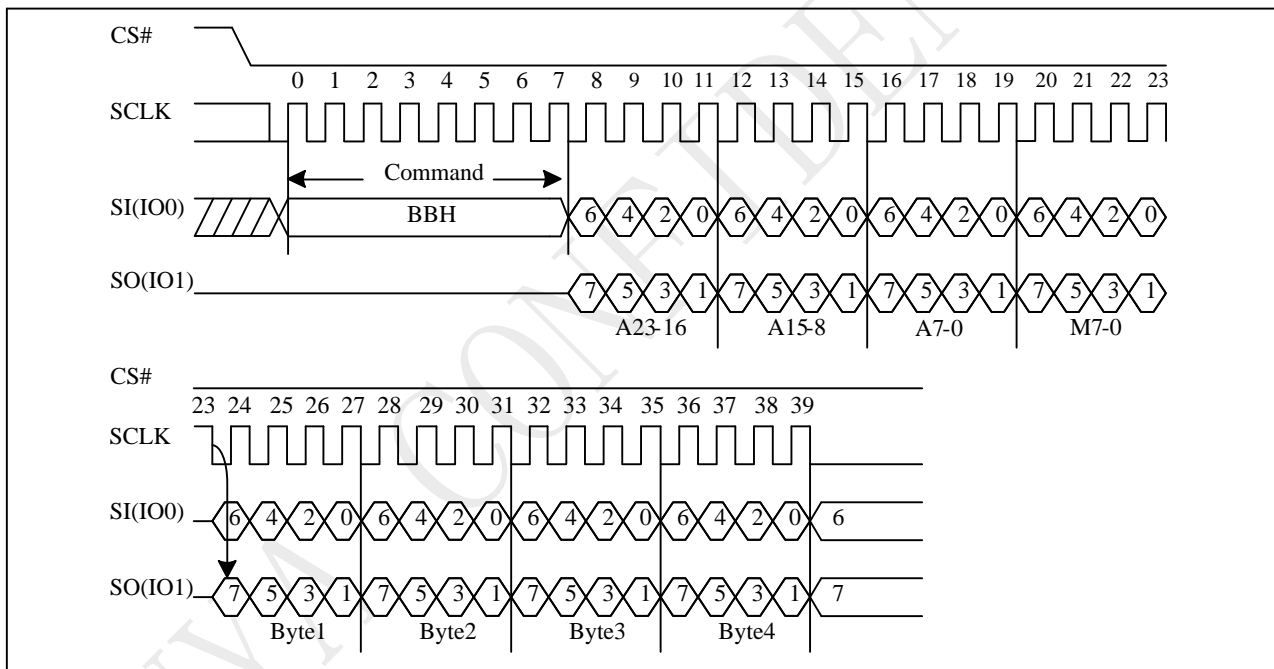 CS#
0 1 2 3 4 5 6 7 8 9 10 11 12 13 14 15 16 17 18 19 20 21 22 23
SCLK
Command
SI(IO0) BBH 6 4 2 0 6 4 2 0 6 4 2 0 6 4 2 0
SO(IO1) 7 5 3 1 7 5 3 1 7 5 3 1 7 5 3 1
A23-16 A15-8 A7-0 M7-0
CS#
23 24 25 26 27 28 29 30 31 32 33 34 35 36 37 38 39
SCLK
SI(IO0) 6 4 2 0 6 4 2 0 6 4 2 0 6 4 2 0 6
SO(IO1) 7 5 3 1 7 5 3 1 7 5 3 1 7 5 3 1 7
Byte1 Byte2 Byte3 Byte4